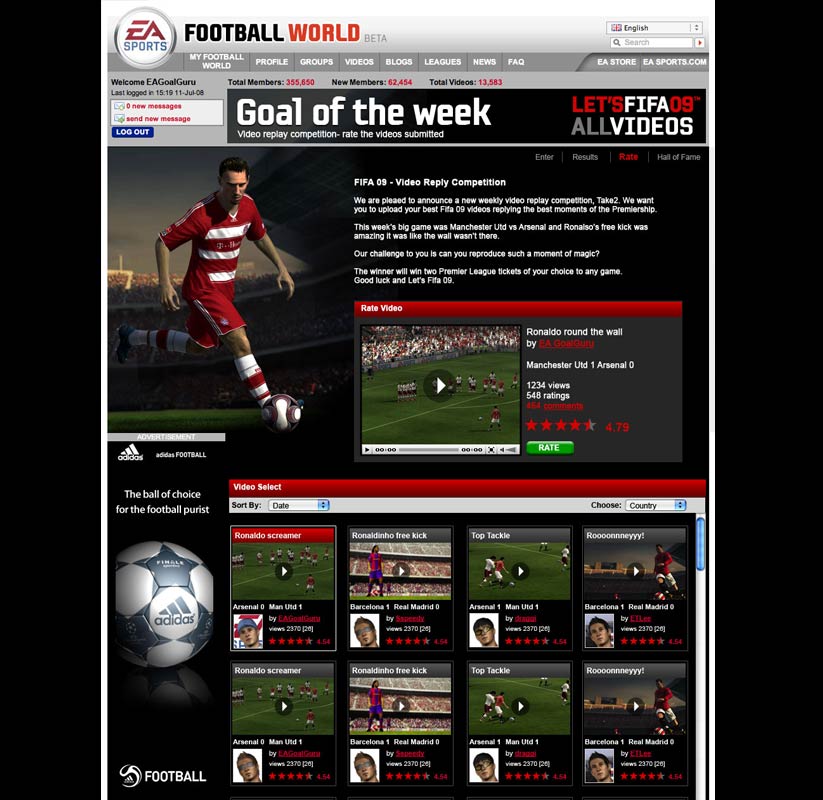 EA
SPORTS
FOOTBALL WORLD BETA
English
Search
MY FOOTBALL WORLD
PROFILE
GROUPS
VIDEOS
BLOGS
LEAGUES
NEWS
FAQ
EA STORE
EA SPORTS.COM
Welcome EAGoalGuru
Last logged in 15:19 11-Jul-08
0 new messages
send new message
LOG OUT
Total Members: 355,650 New Members: 62,454 Total Videos: 13,583
Goal of the week
Video replay competition- rate the videos submitted
LET'SFIFA09™
ALLVIDEOS
Enter Results Rate Hall of Fame
FIFA 09 - Video Reply Competition
We are pleaed to announce a new weekly video replay competition, Take2. We want
you to upload your best Fifa 09 videos replying the best moments of the Premiership.
This week's big game was Manchester Utd vs Arsenal and Ronalso's free kick was
amazing it was like the wall wasn't there.
Our challenge to you is can you reproduce such a moment of magic?
The winner will win two Premier League tickets of your choice to any game.
Good luck and Let's Fifa 09.
Rate Video
00:00 00:00
Ronaldo round the wall
by EA GoalGuru
Manchester Utd 1 Arsenal 0
1234 views
548 ratings
454 comments
4.79
RATE
ADVERTISEMENT
adidas adidas FOOTBALL
The ball of choice
for the football purist
FINALE
adidas
FOOTBALL
Video Select
Sort By: Date Choose: Country
Ronaldo screamer
Arsenal 0 Man Utd 1
by EAGoalGuru
views 2370 [26]
4.54
Ronaldinho free kick
Barcelona 1 Real Madrid 0
by Sspeedy
views 2370 [26]
4.54
Top Tackle
Arsenal 1 Man Utd 0
by draggi
views 2370 [26]
4.54
Roooonnneyyy!
Barcelona 1 Real Madrid 0
by ETLee
views 2370 [26]
4.54
Ronaldo screamer
Arsenal 0 Man Utd 1
by EAGoalGuru
views 2370 [26]
4.54
Ronaldinho free kick
Barcelona 1 Real Madrid 0
by Sspeedy
views 2370 [26]
4.54
Top Tackle
Arsenal 1 Man Utd 0
by draggi
views 2370 [26]
4.54
Roooonnneyyy!
Barcelona 1 Real Madrid 0
by ETLee
views 2370 [26]
4.54